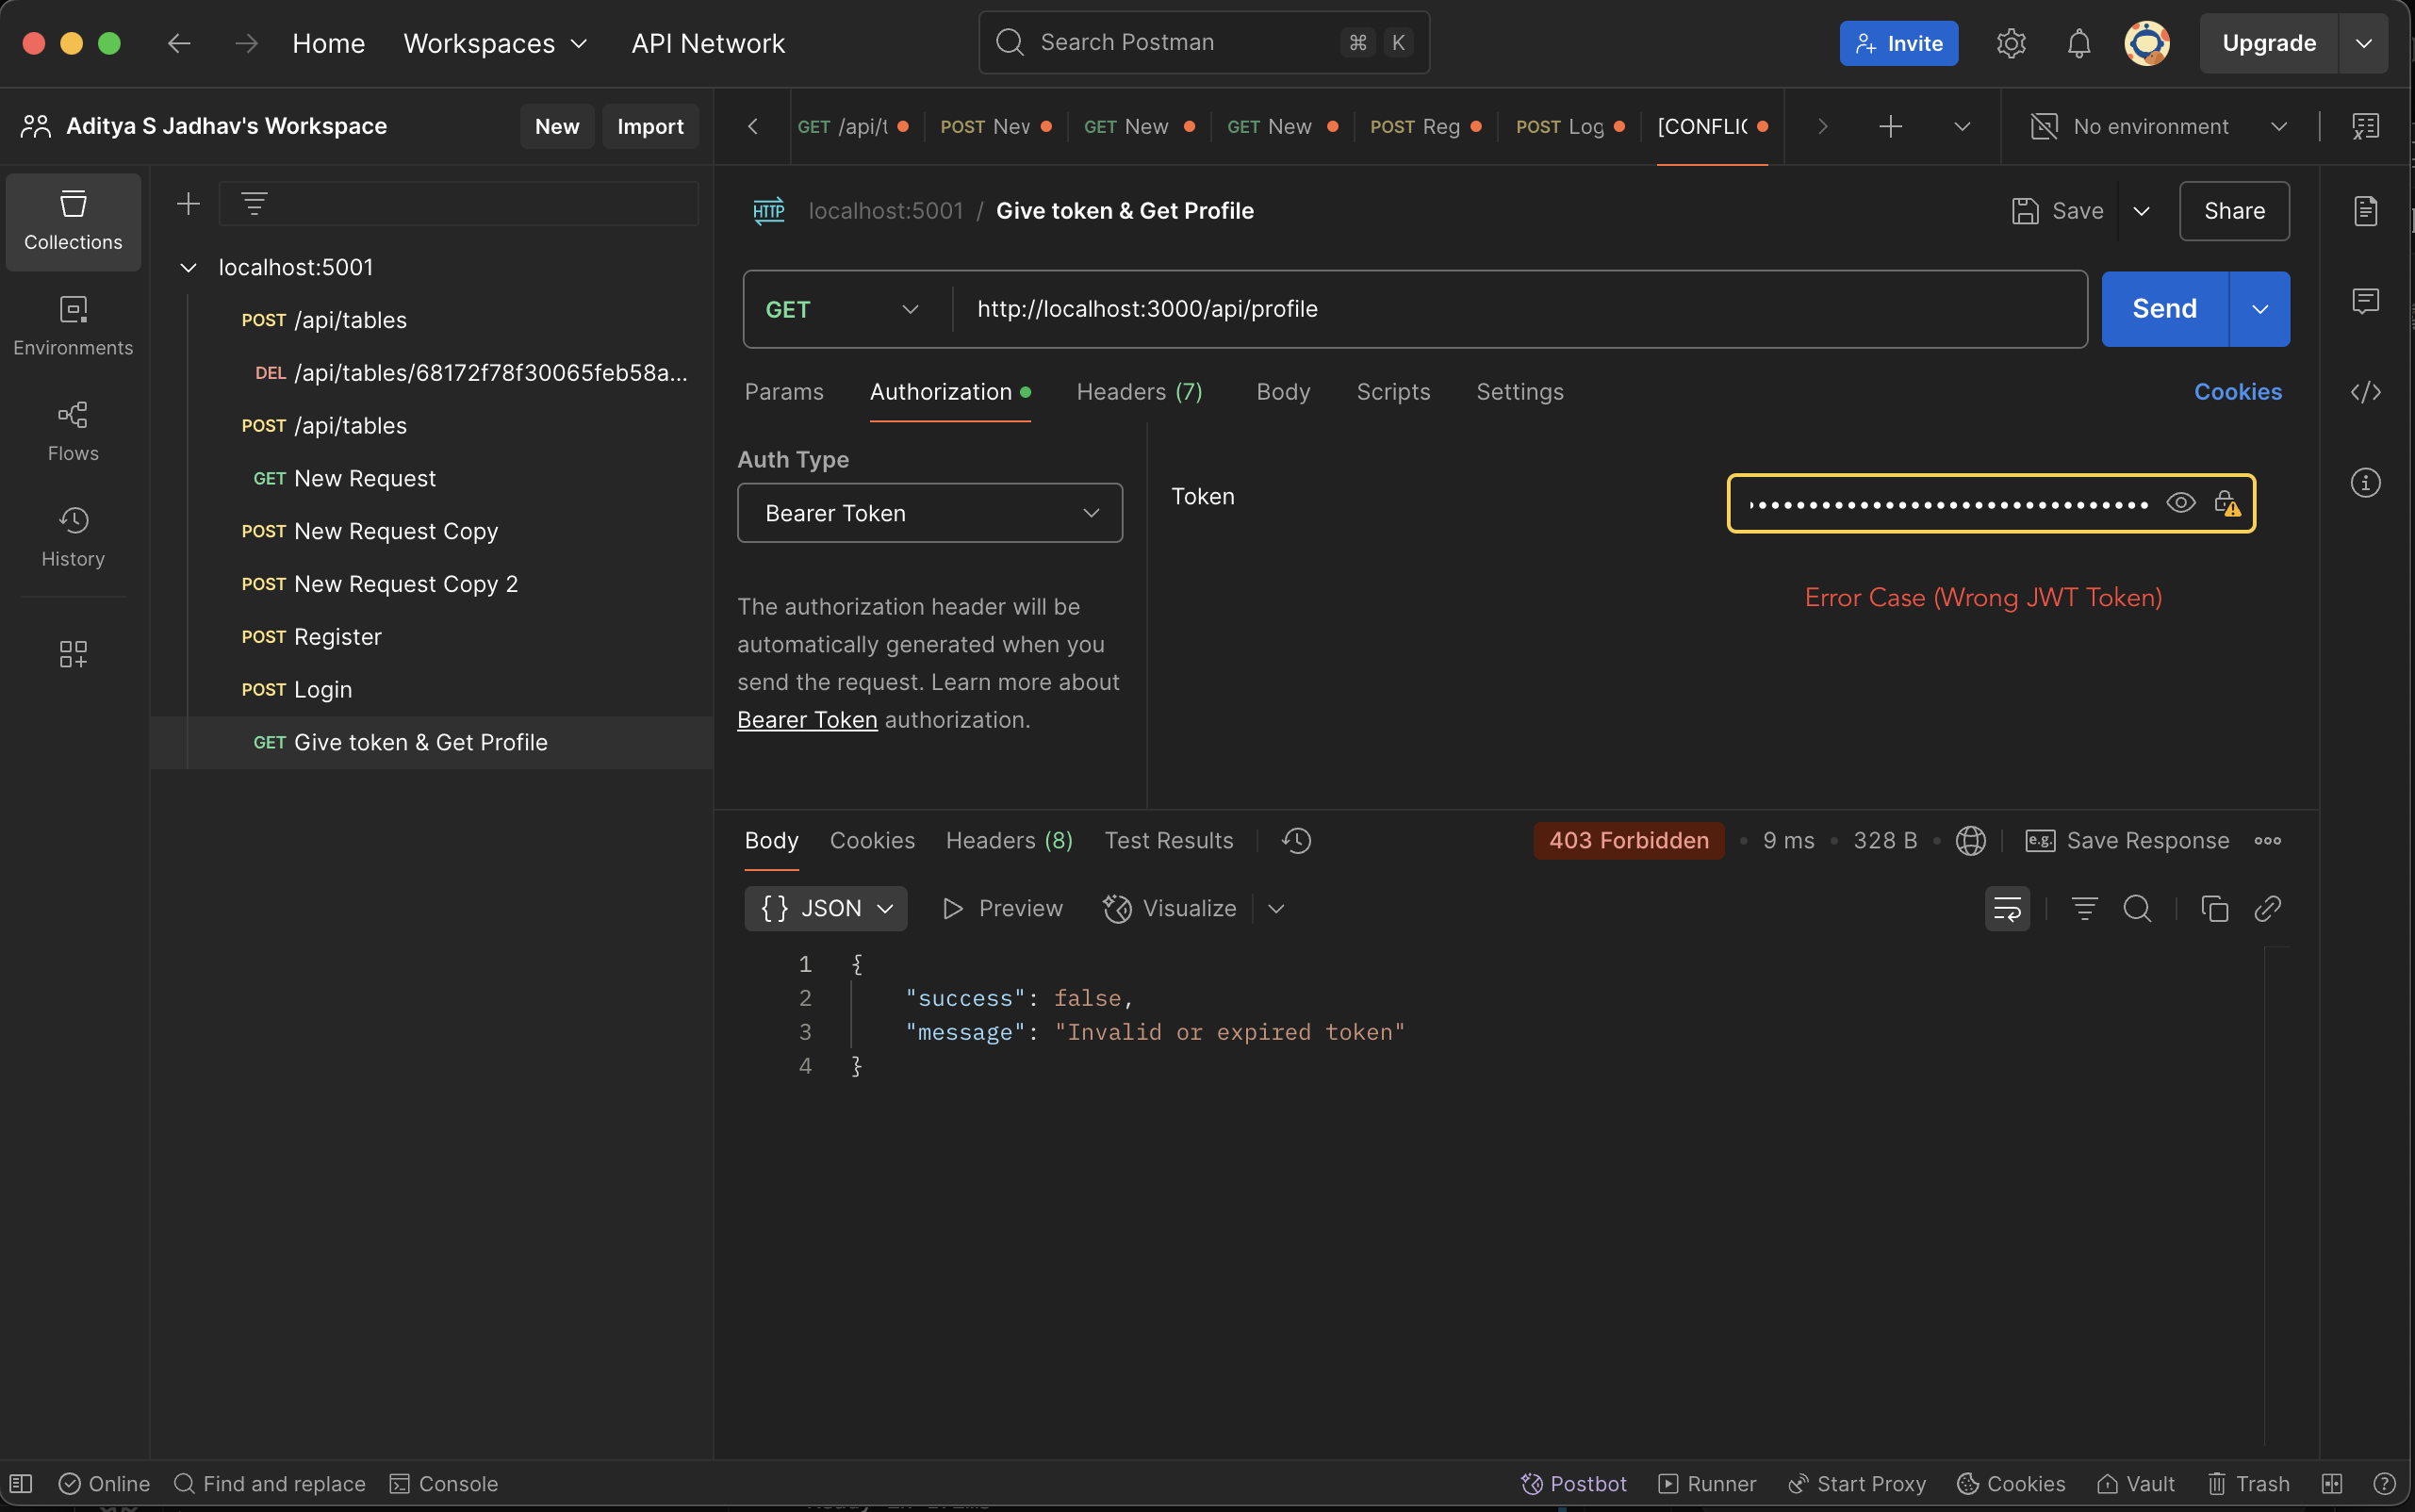 Home Workspaces API Network Search Postman ⌘ K Invite Upgrade
Aditya S Jadhav's Workspace New Import
GET /api/t POST New GET New GET New POST Reg POST Log [CONFLIC No environment
Collections
Environments
Flows
History
localhost:5001
POST /api/tables
DEL /api/tables/68172f78f30065feb58a...
POST /api/tables
GET New Request
POST New Request Copy
POST New Request Copy 2
POST Register
POST Login
GET Give token & Get Profile
HTTP localhost:5001 / Give token & Get Profile Save Share
GET http://localhost:3000/api/profile Send
Params Authorization Headers (7) Body Scripts Settings Cookies
Auth Type
Bearer Token
The authorization header will be
automatically generated when you
send the request. Learn more about
Bearer Token authorization.
Token
Error Case (Wrong JWT Token)
Body Cookies Headers (8) Test Results 403 Forbidden • 9 ms • 328 B • e.g. Save Response
{} JSON Preview Visualize
1 {
2 "success": false,
3 "message": "Invalid or expired token"
4 }
Online Find and replace Console Postbot Runner Start Proxy Cookies Vault Trash